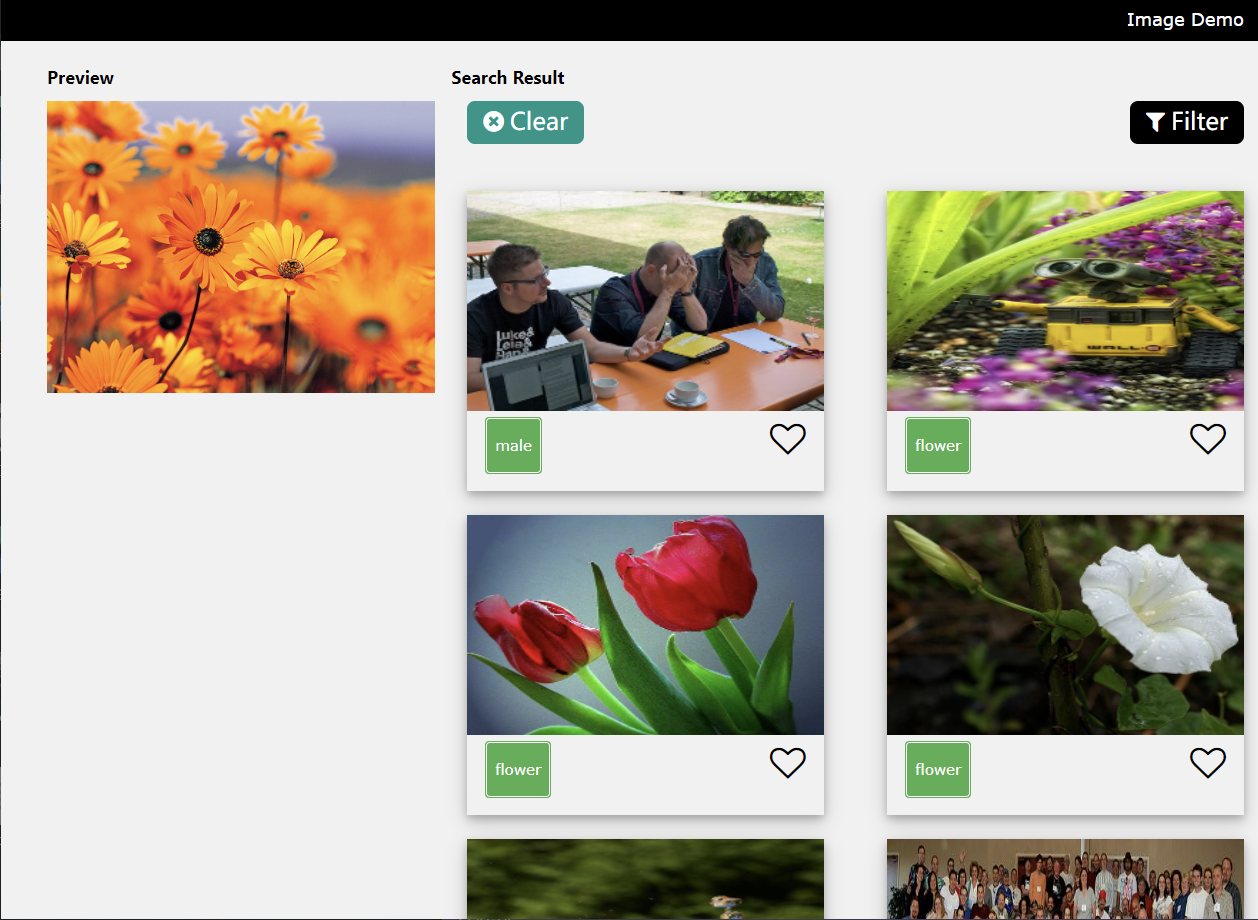 Image Demo
Preview
Search Result
Clear
Filter
Luke&
Leia&
Han&
WALL
male
flower
flower
flower